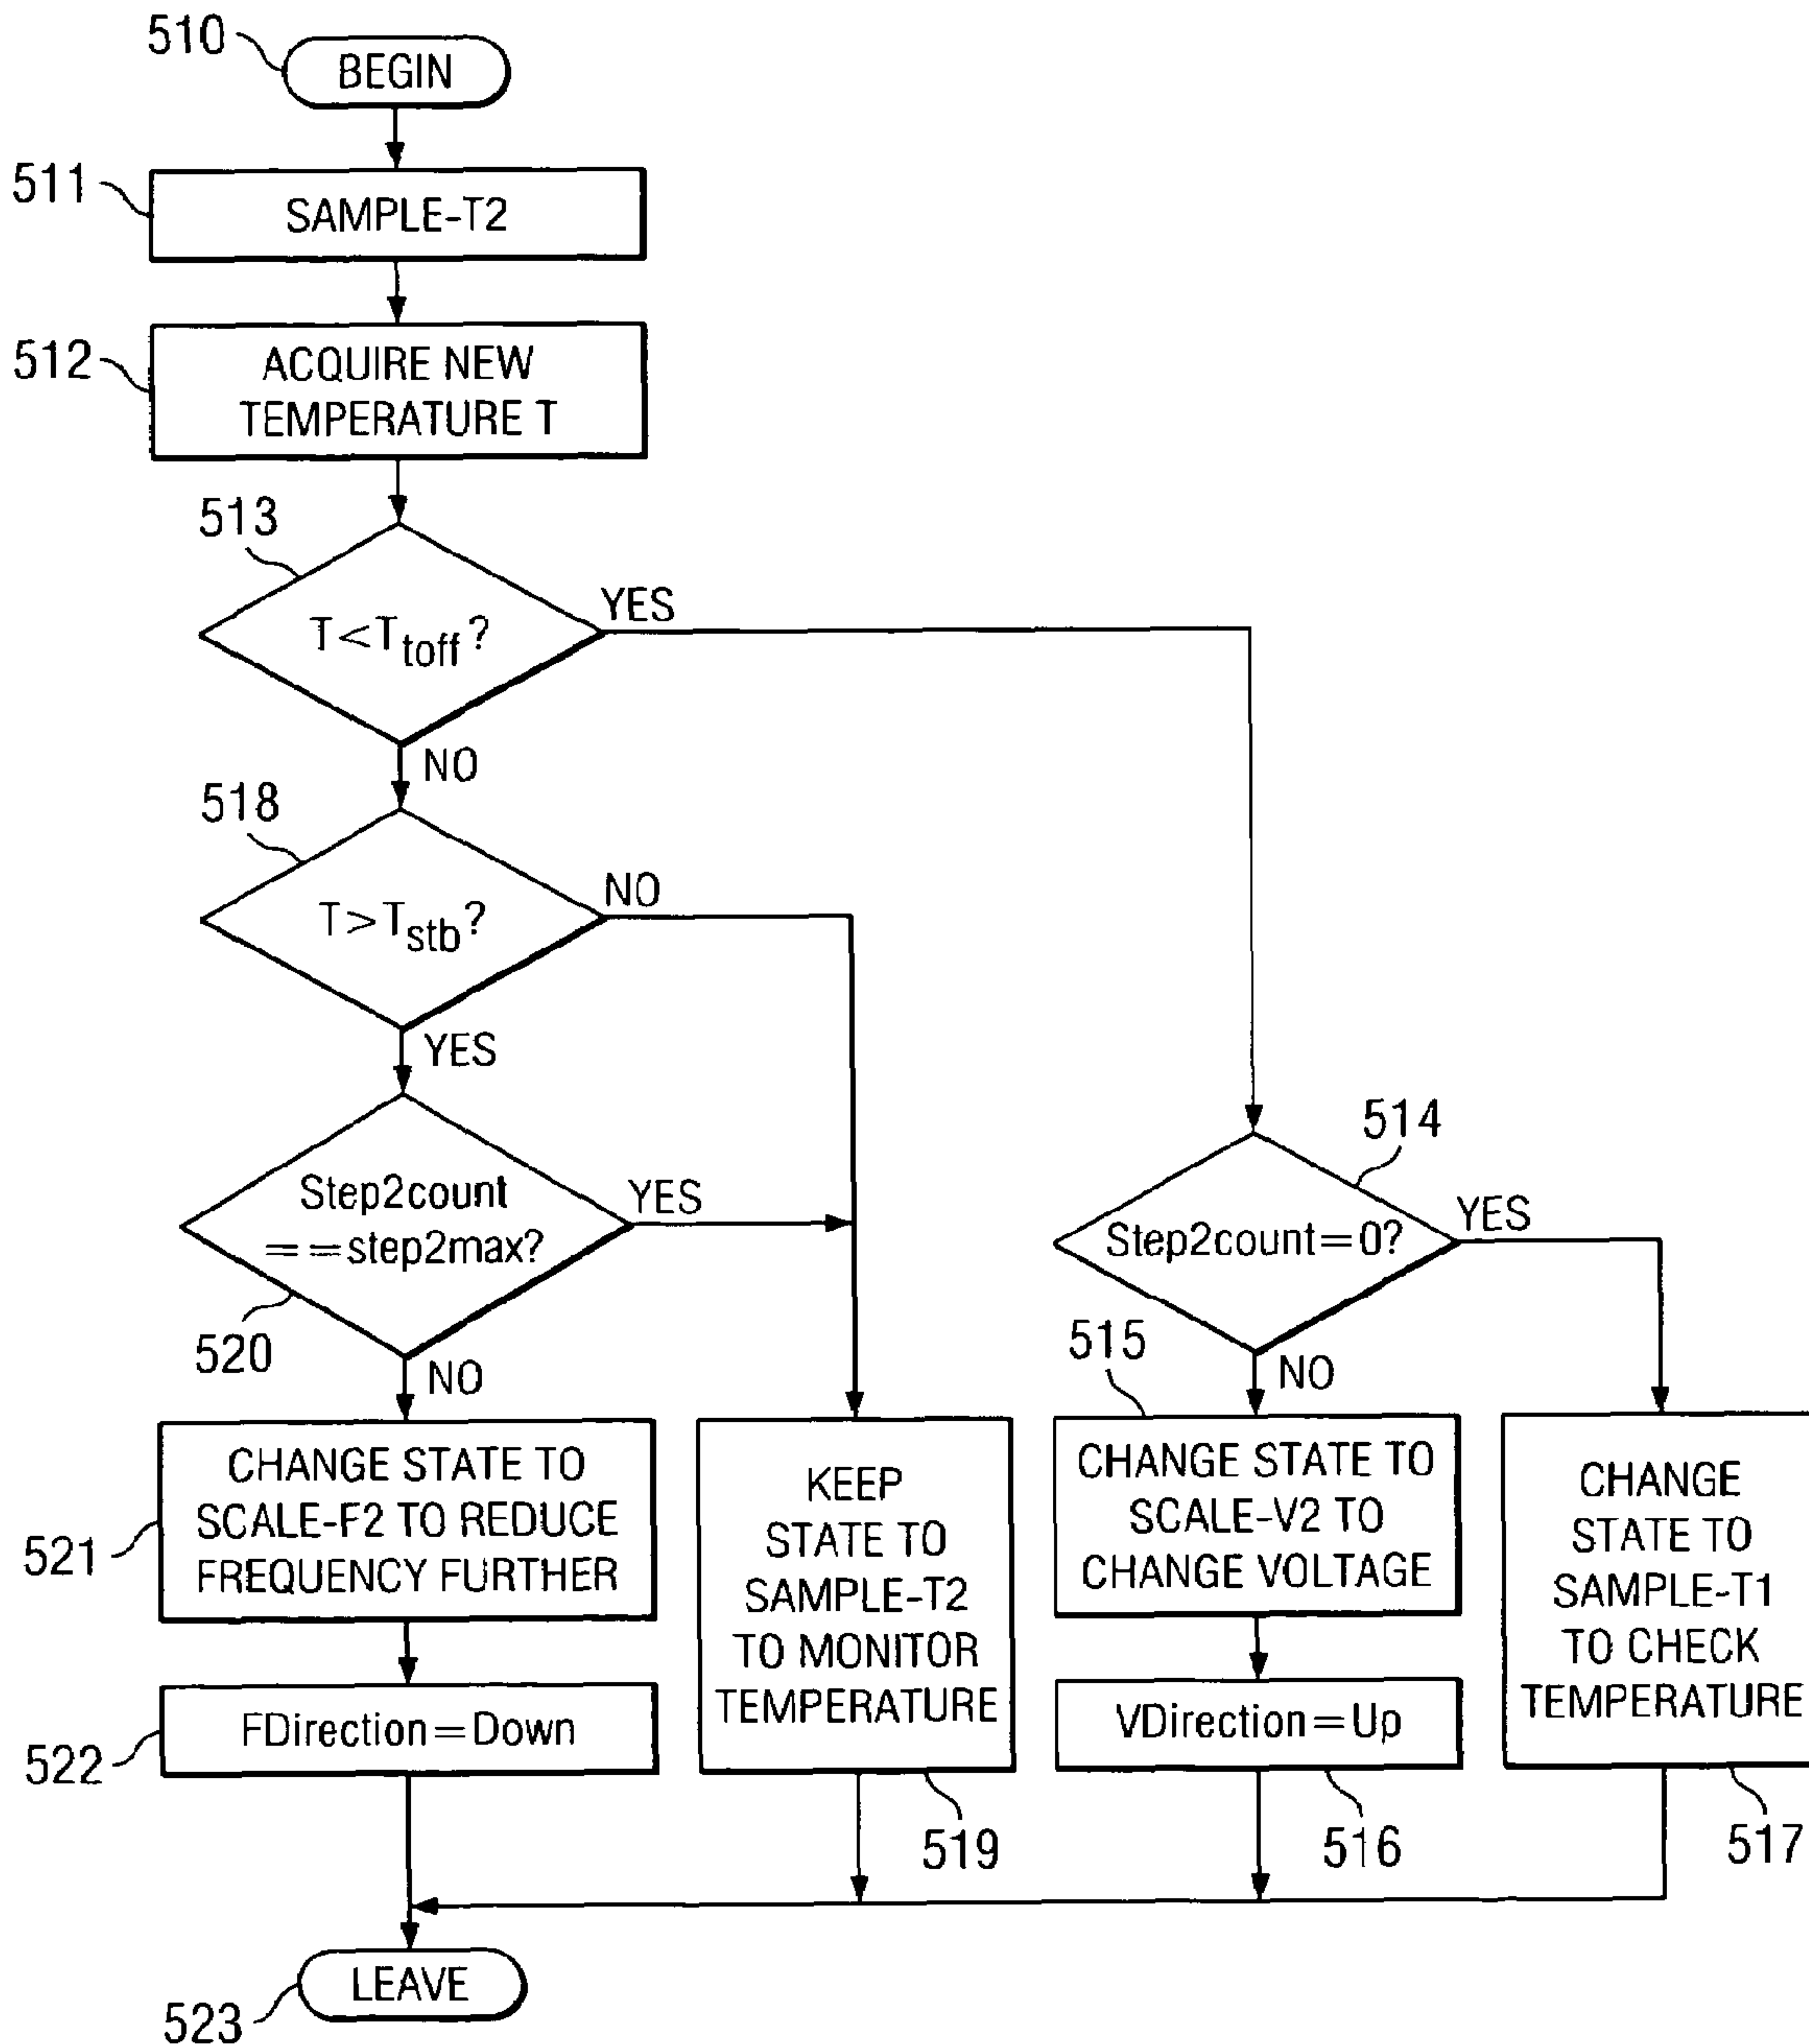 510
BEGIN
511
SAMPLE-T2
512
ACQUIRE NEW
TEMPERATURE T
513
T<Ttoff?
YES
NO
518
T>Tstb?
NO
YES
Step2count
==step2max?
YES
520
NO
514
Step2count=0?
YES
515
NO
521
CHANGE STATE TO
SCALE-F2 TO REDUCE
FREQUENCY FURTHER
KEEP
STATE TO
SAMPLE-T2
TO MONITOR
TEMPERATURE
CHANGE STATE TO
SCALE-V2 TO
CHANGE VOLTAGE
CHANGE
STATE TO
SAMPLE-T1
TO CHECK
TEMPERATURE
522
FDirection=Down
VDirection=Up
519
516
517
LEAVE
523